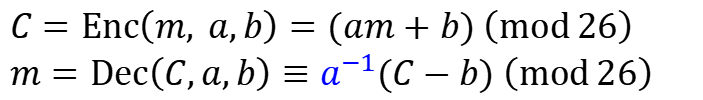 C = Enc(m, a, b) = (am + b) (mod 26)
m = Dec(C, a, b) ≡ a⁻¹(C − b) (mod 26)